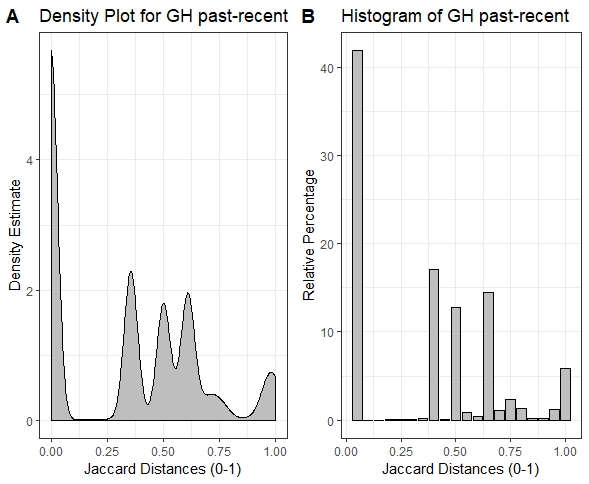 A Density Plot for GH past-recent
Density Estimate
4
2
0
0.00 0.25 0.50 0.75 1.00
Jaccard Distances (0-1)
B Histogram of GH past-recent
Relative Percentage
40
30
20
10
0
0.00 0.25 0.50 0.75 1.00
Jaccard Distances (0-1)